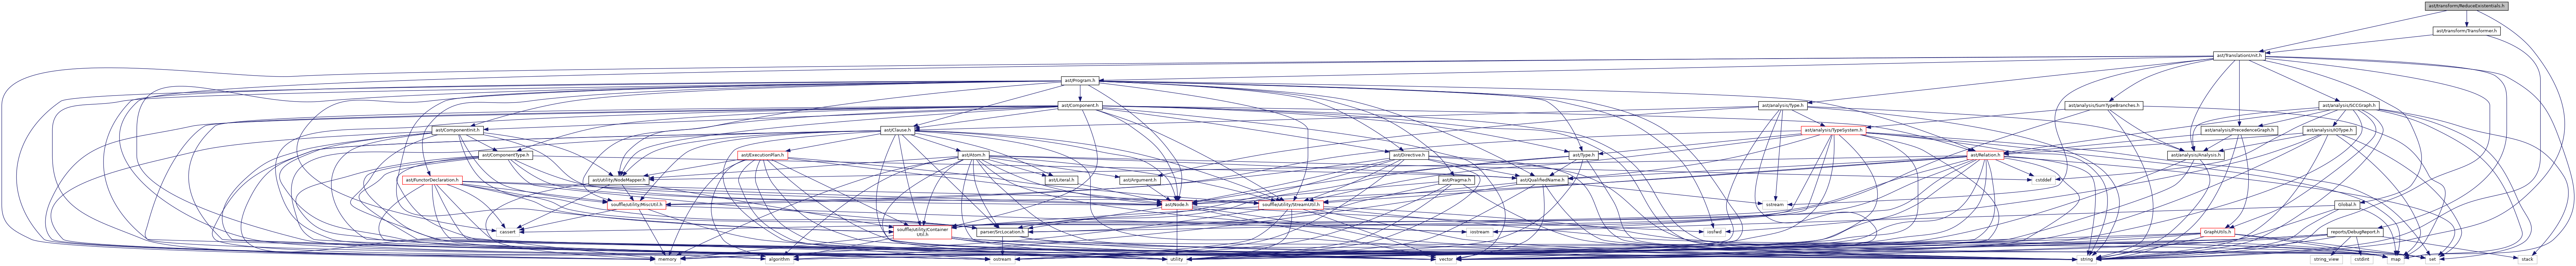 ast/transform/ReduceExistentials.h
ast/transform/Transformer.h
ast/TranslationUnit.h
ast/Program.h
ast/Component.h
ast/analysis/Type.h
ast/analysis/SumTypeBranches.h
ast/analysis/SCCGraph.h
ast/ComponentInit.h
ast/Clause.h
ast/analysis/TypeSystem.h
ast/analysis/PrecedenceGraph.h
ast/analysis/IOType.h
ast/ComponentType.h
ast/ExecutionPlan.h
ast/Atom.h
ast/Directive.h
ast/Type.h
ast/Relation.h
ast/analysis/Analysis.h
ast/FunctorDeclaration.h
ast/utility/NodeMapper.h
ast/Literal.h
ast/Argument.h
ast/Pragma.h
ast/QualifiedName.h
cstddef
souffle/utility/MiscUtil.h
ast/Node.h
souffle/utility/StreamUtil.h
sstream
Global.h
cassert
souffle/utility/Container
Util.h
parser/SrcLocation.h
iostream
iosfwd
GraphUtils.h
reports/DebugReport.h
memory
algorithm
ostream
utility
vector
string
string_view
cstdint
map
set
stack